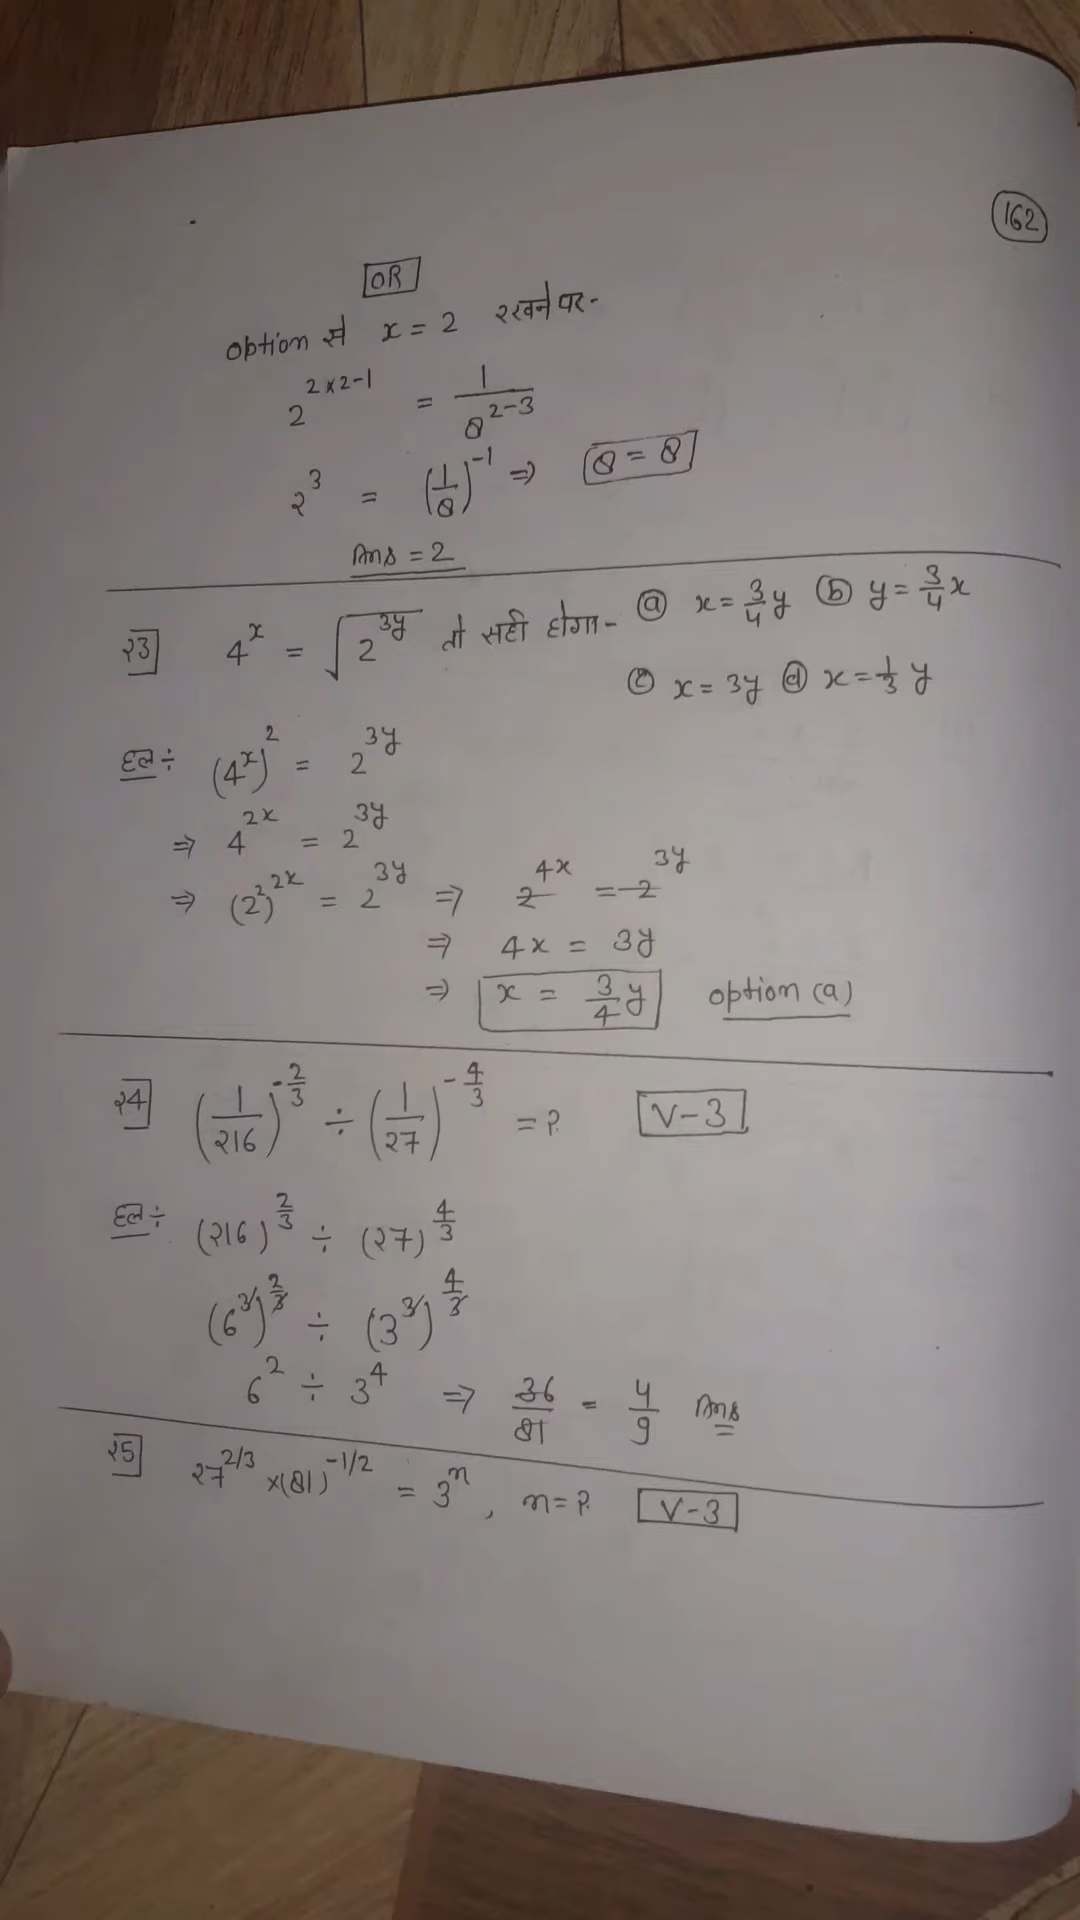 162
OR
option से x = 2 रखने पर-
2^(2×2-1) = 1/8^(2-3)
2^3 = (1/8)^-1 ⇒ 8 = 8
Ans = 2
23] 4^x = √(2^(3y)) तो सही होगा- ⓐ x = 3/4 y ⓑ y = 3/4 x
ⓒ x = 3y ⓓ x = 1/3 y
हल ÷ (4^x)^2 = 2^(3y)
⇒ 4^(2x) = 2^(3y)
⇒ (2^2)^(2x) = 2^(3y) ⇒ 2^(4x) = 2^(3y)
⇒ 4x = 3y
⇒ x = 3/4 y option (a)
24] (1/216)^(-2/3) ÷ (1/27)^(-4/3) = ? V-3
हल ÷ (216)^(2/3) ÷ (27)^(4/3)
(6^3)^(2/3) ÷ (3^3)^(4/3)
6^2 ÷ 3^4 ⇒ 36/81 = 4/9 Ans
25] 27^(2/3) ×(81)^(-1/2) = 3^n, n = ? V-3